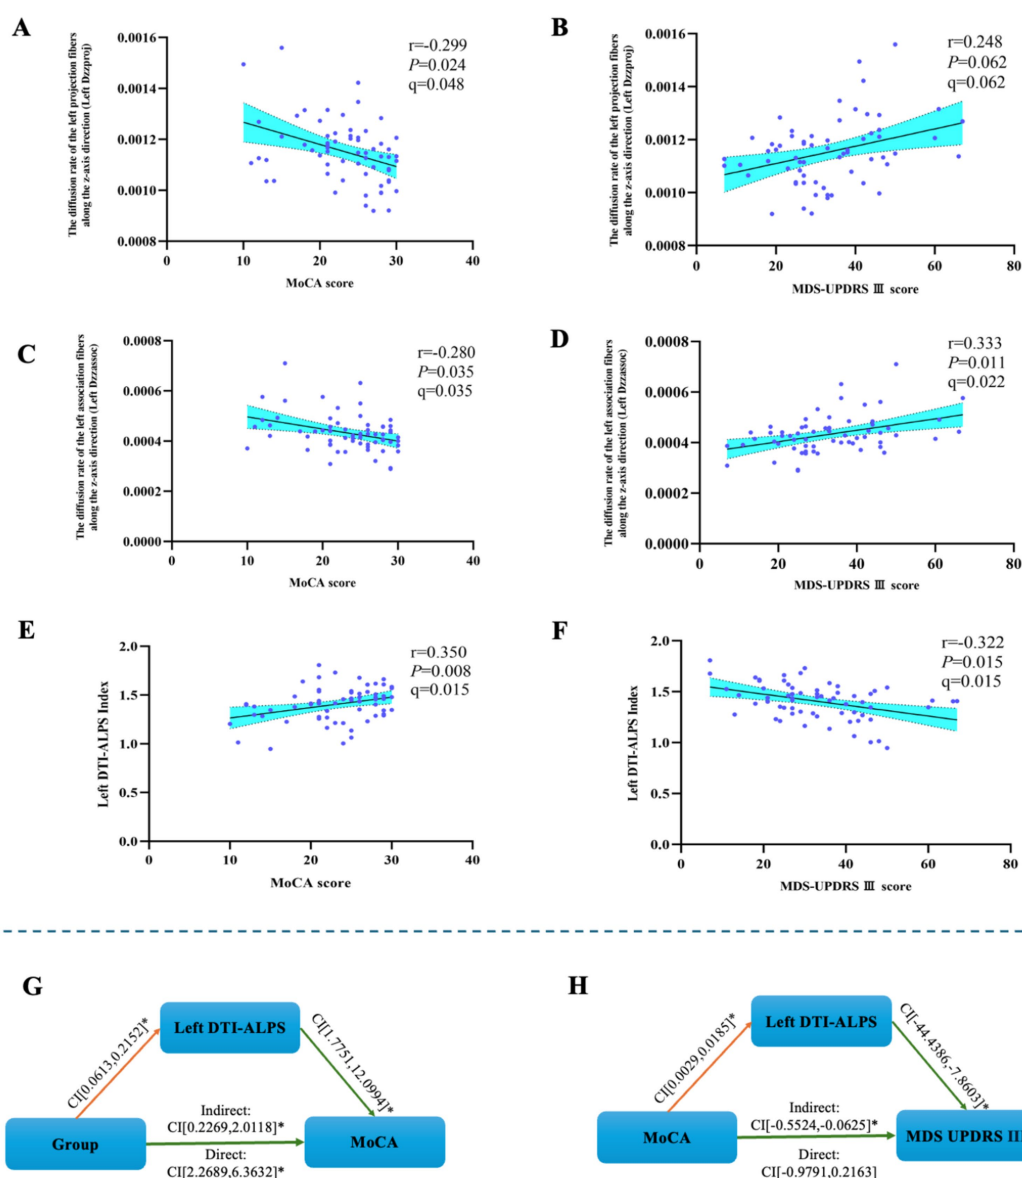 A
The diffusion rate of the left projection fibers
along the z-axis direction (Left Dzzproj)
0.0016
0.0014
0.0012
0.0010
0.0008
r=-0.299
P=0.024
q=0.048
0
10
20
30
40
MoCA score
B
The diffusion rate of the left projection fibers
along the z-axis direction (Left Dzzproj)
0.0016
0.0014
0.0012
0.0010
0.0008
r=0.248
P=0.062
q=0.062
0
20
40
60
80
MDS-UPDRS Ⅲ score
C
The diffusion rate of the left association fibers
along the z-axis direction (Left Dzzassoc)
0.0008
0.0006
0.0004
0.0002
0.0000
r=-0.280
P=0.035
q=0.035
0
10
20
30
40
MoCA score
D
The diffusion rate of the left association fibers
along the z-axis direction (Left Dzzassoc)
0.0008
0.0006
0.0004
0.0002
0.0000
r=0.333
P=0.011
q=0.022
0
20
40
60
80
MDS-UPDRS Ⅲ score
E
Left DTI-ALPS Index
2.0
1.5
1.0
0.5
0.0
r=0.350
P=0.008
q=0.015
0
10
20
30
40
MoCA score
F
Left DTI-ALPS Index
2.0
1.5
1.0
0.5
0.0
r=-0.322
P=0.015
q=0.015
0
20
40
60
80
MDS-UPDRS Ⅲ score
G
Left DTI-ALPS
CI[0.0613,0.2152]*
CI[1.7751,12.0994]*
Indirect:
CI[0.2269,2.0118]*
Group
MoCA
Direct:
CI[2.2689,6.3632]*
H
Left DTI-ALPS
CI[0.0029,0.0185]*
CI[-44.4386,-7.8603]*
Indirect:
CI[-0.5524,-0.0625]*
MoCA
MDS UPDRS III
Direct:
CI[-0.9791,0.2163]